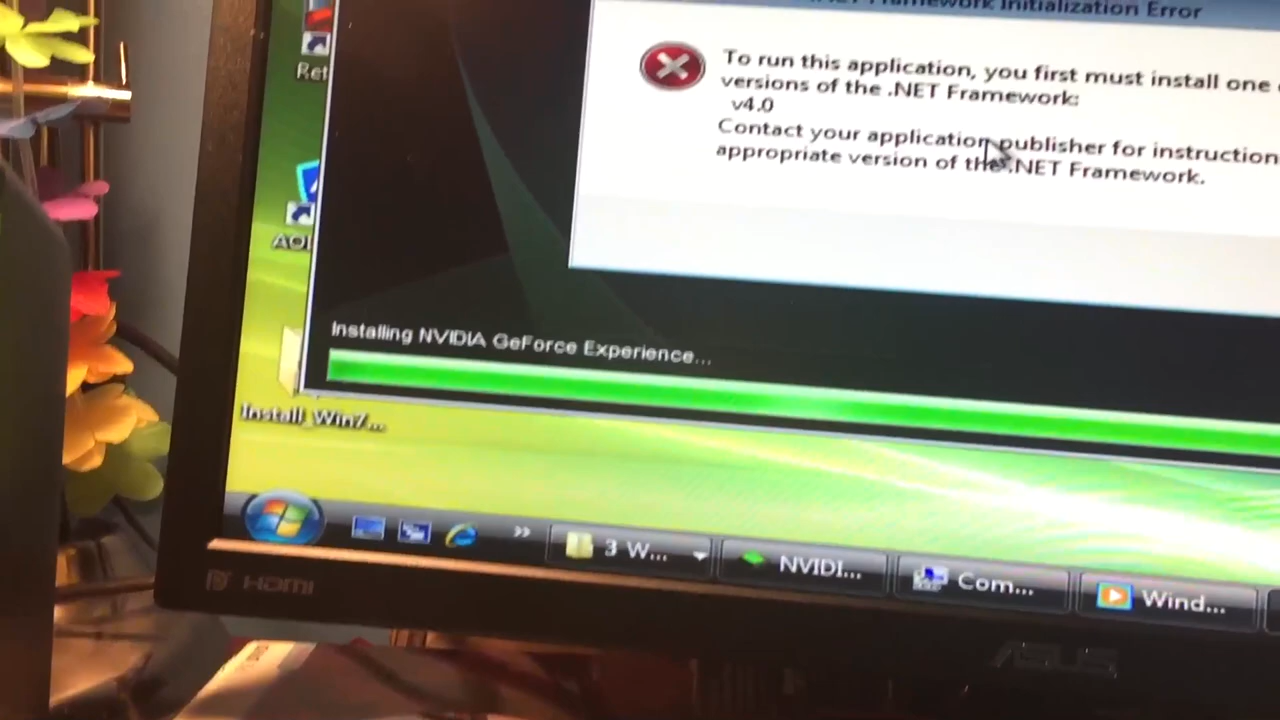 Framework Initialization Error
To run this application, you first must install one
versions of the .NET Framework:
v4.0
Contact your application publisher for instruction
appropriate version of the .NET Framework.
Ret
AOL
Installing NVIDIA GeForce Experience...
Install_Win7...
3 W...
NVIDI...
Com...
Wind...
HDMI
ASUS